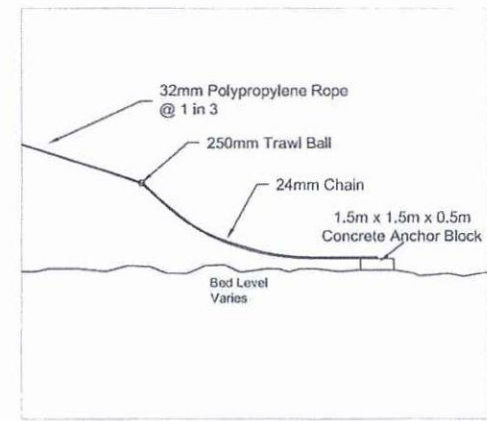 32mm Polypropylene Rope
@ 1 in 3
250mm Trawl Ball
24mm Chain
1.5m x 1.5m x 0.5m
Concrete Anchor Block
Bed Level
Varies